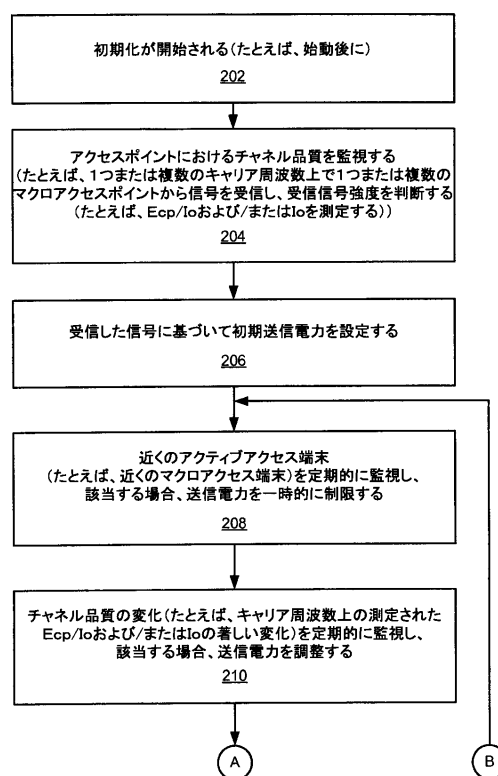 初期化が開始される(たとえば、始動後に)
202
アクセスポイントにおけるチャネル品質を監視する
(たとえば、1つまたは複数のキャリア周波数上で1つまたは複数の
マクロアクセスポイントから信号を受信し、受信信号強度を判断する
(たとえば、Ecp/Ioおよび/またはIoを測定する))
204
受信した信号に基づいて初期送信電力を設定する
206
近くのアクティブアクセス端末
(たとえば、近くのマクロアクセス端末)を定期的に監視し、
該当する場合、送信電力を一時的に制限する
208
チャネル品質の変化(たとえば、キャリア周波数上の測定された
Ecp/Ioおよび/またはIoの著しい変化)を定期的に監視し、
該当する場合、送信電力を調整する
210
A
B